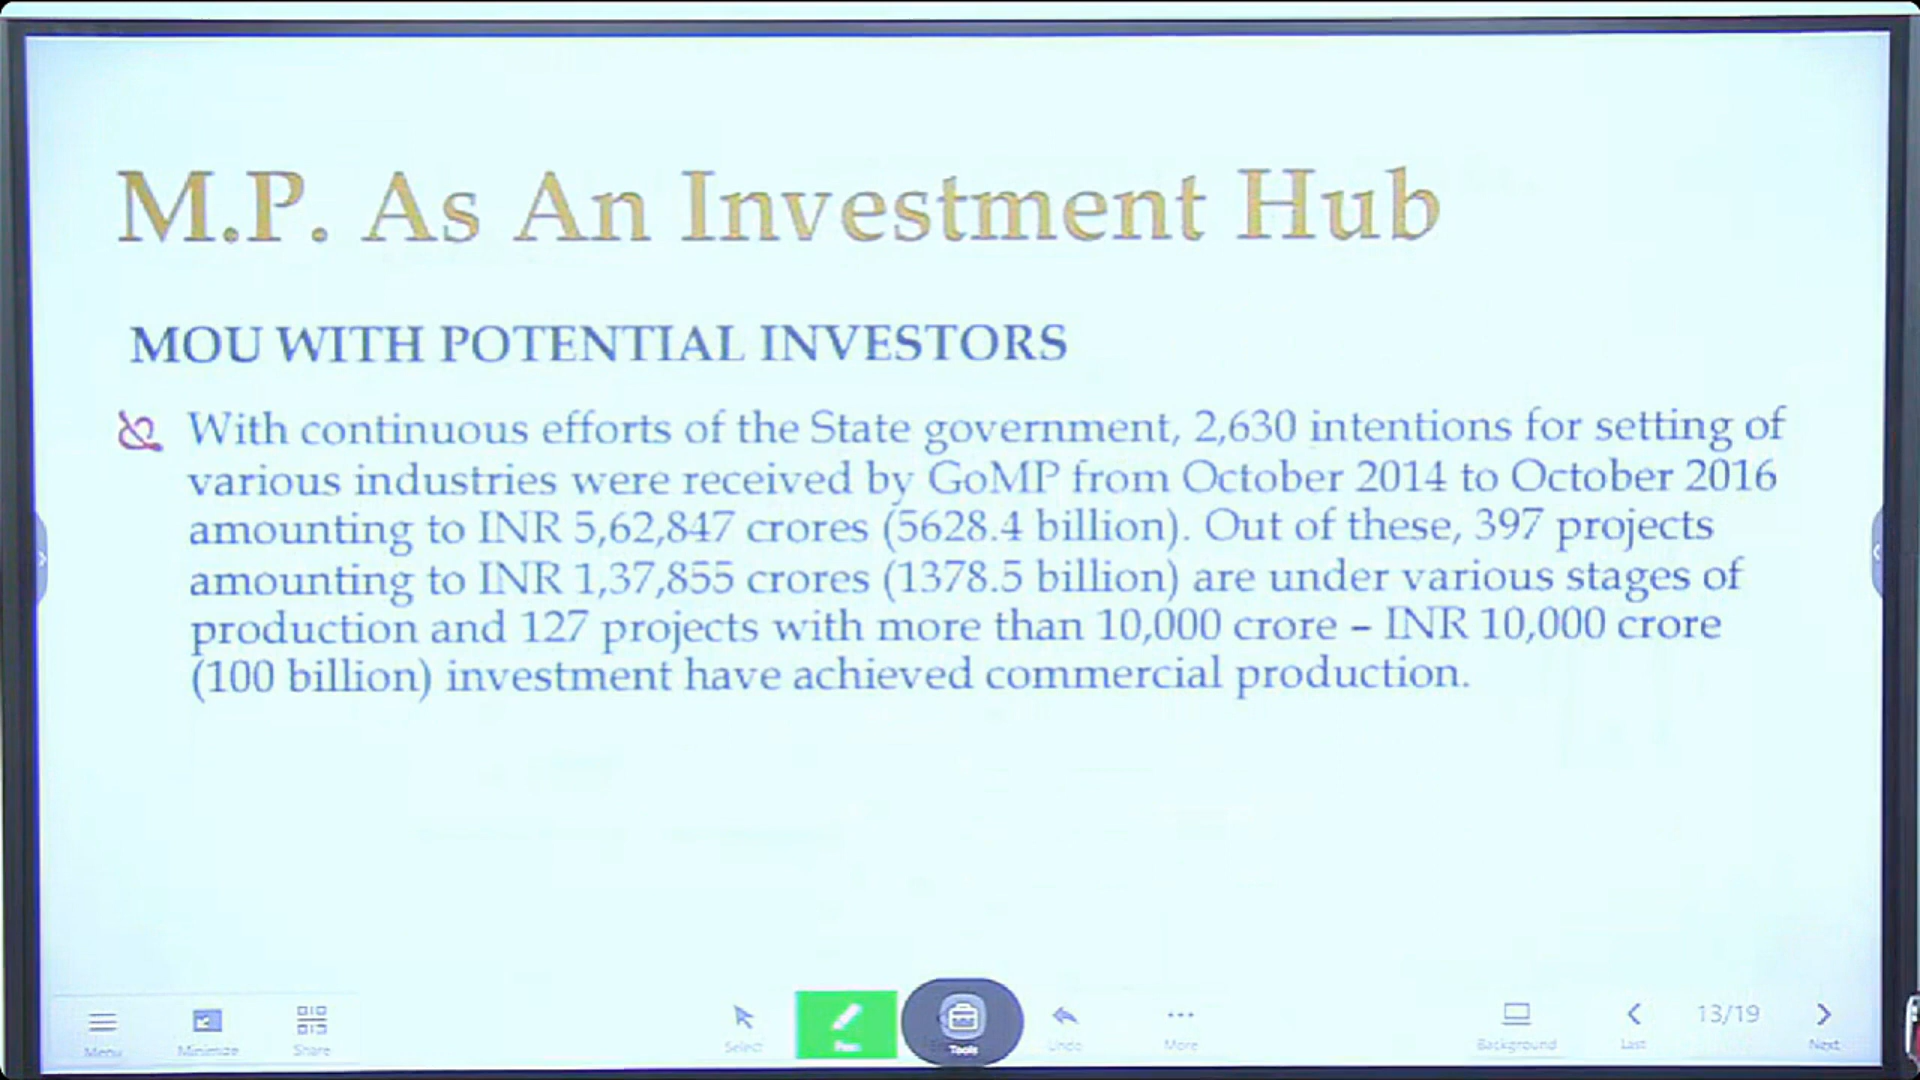 M.P. As An Investment Hub
MOU WITH POTENTIAL INVESTORS
With continuous efforts of the State government, 2,630 intentions for setting of
various industries were received by GoMP from October 2014 to October 2016
amounting to INR 5,62,847 crores (5628.4 billion). Out of these, 397 projects
amounting to INR 1,37,855 crores (1378.5 billion) are under various stages of
production and 127 projects with more than 10,000 crore – INR 10,000 crore
(100 billion) investment have achieved commercial production.
Menu Minimize Share Select Pen Tools Undo More Background Last 13/19 Next